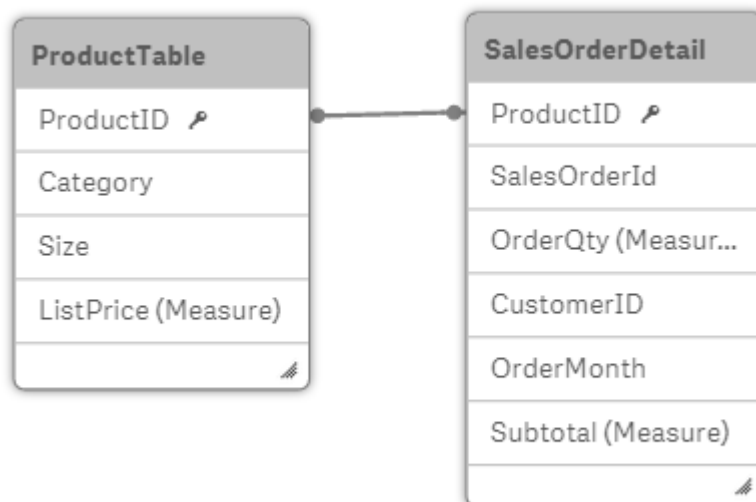 ProductTable
ProductID
Category
Size
ListPrice (Measure)
SalesOrderDetail
ProductID
SalesOrderId
OrderQty (Measur...
CustomerID
OrderMonth
Subtotal (Measure)